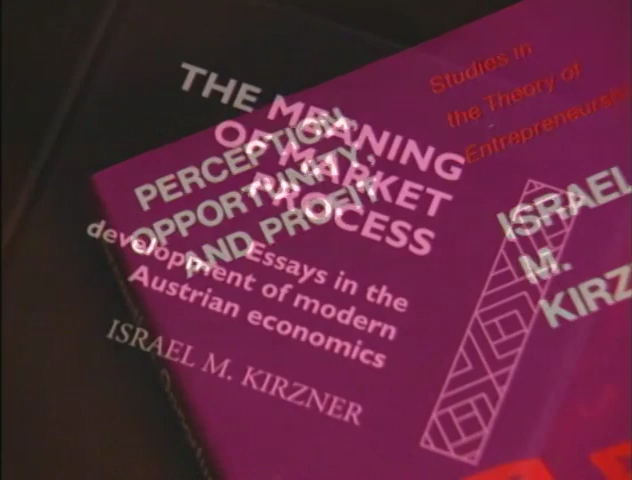 THE MEANING
OF MARKET
PROCESS
Essays in the
development of modern
Austrian economics
ISRAEL M. KIRZNER
Studies in
the Theory of
Entrepreneurship
PERCEPTION,
OPPORTUNITY,
AND PROFIT
ISRAEL
M.
KIRZ